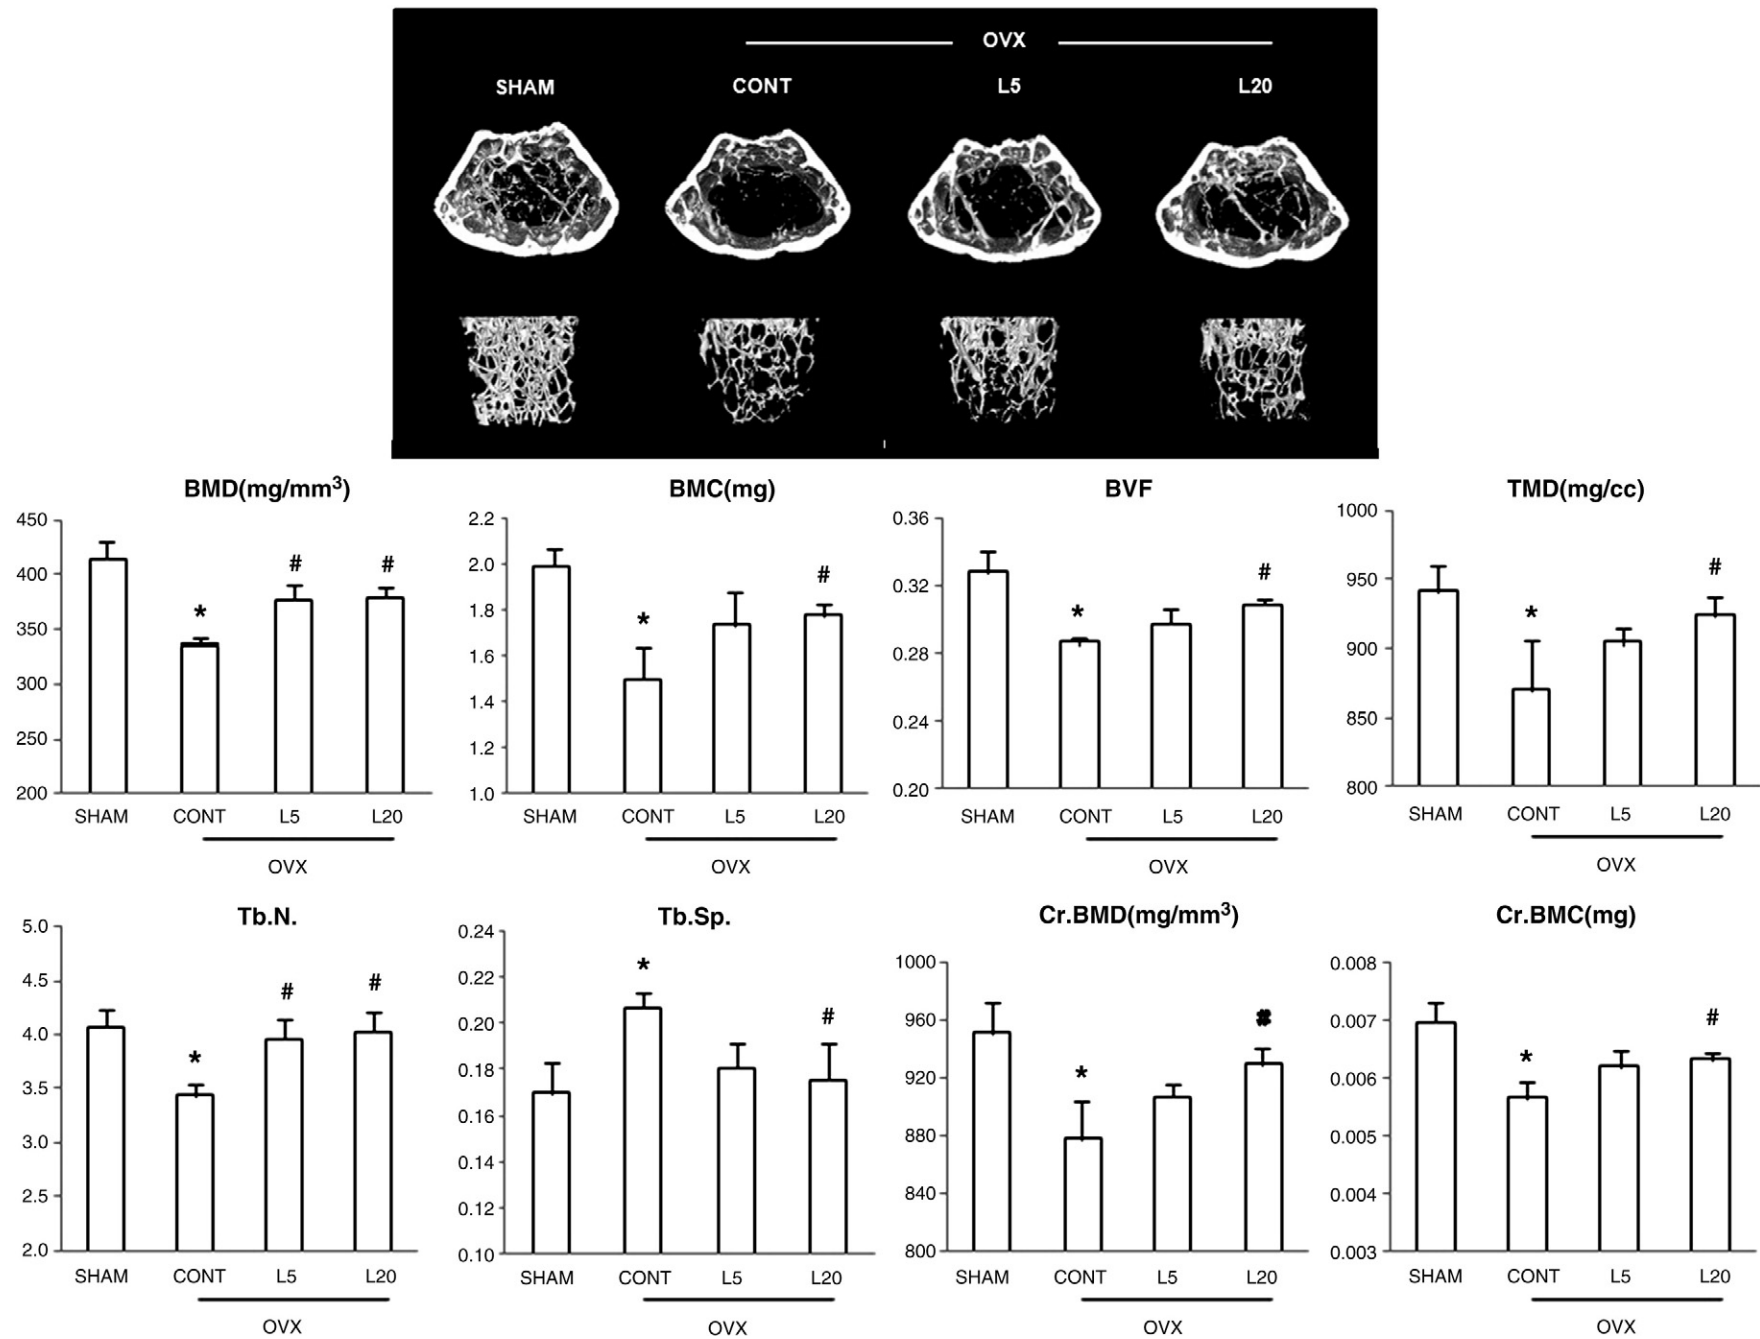 OVX
SHAM CONT L5 L20
BMD(mg/mm³) BMC(mg) BVF TMD(mg/cc)
450 400 350 300 250 200
* # #
SHAM CONT L5 L20
OVX
2.2 2.0 1.8 1.6 1.4 1.2 1.0
* #
SHAM CONT L5 L20
OVX
0.36 0.32 0.28 0.24 0.20
* #
SHAM CONT L5 L20
OVX
1000 950 900 850 800
* #
SHAM CONT L5 L20
OVX
Tb.N. Tb.Sp. Cr.BMD(mg/mm³) Cr.BMC(mg)
5.0 4.5 4.0 3.5 3.0 2.5 2.0
* # #
SHAM CONT L5 L20
OVX
0.24 0.22 0.20 0.18 0.16 0.14 0.12 0.10
* #
SHAM CONT L5 L20
OVX
1000 960 920 880 840 800
* #
SHAM CONT L5 L20
OVX
0.008 0.007 0.006 0.005 0.004 0.003
* #
SHAM CONT L5 L20
OVX